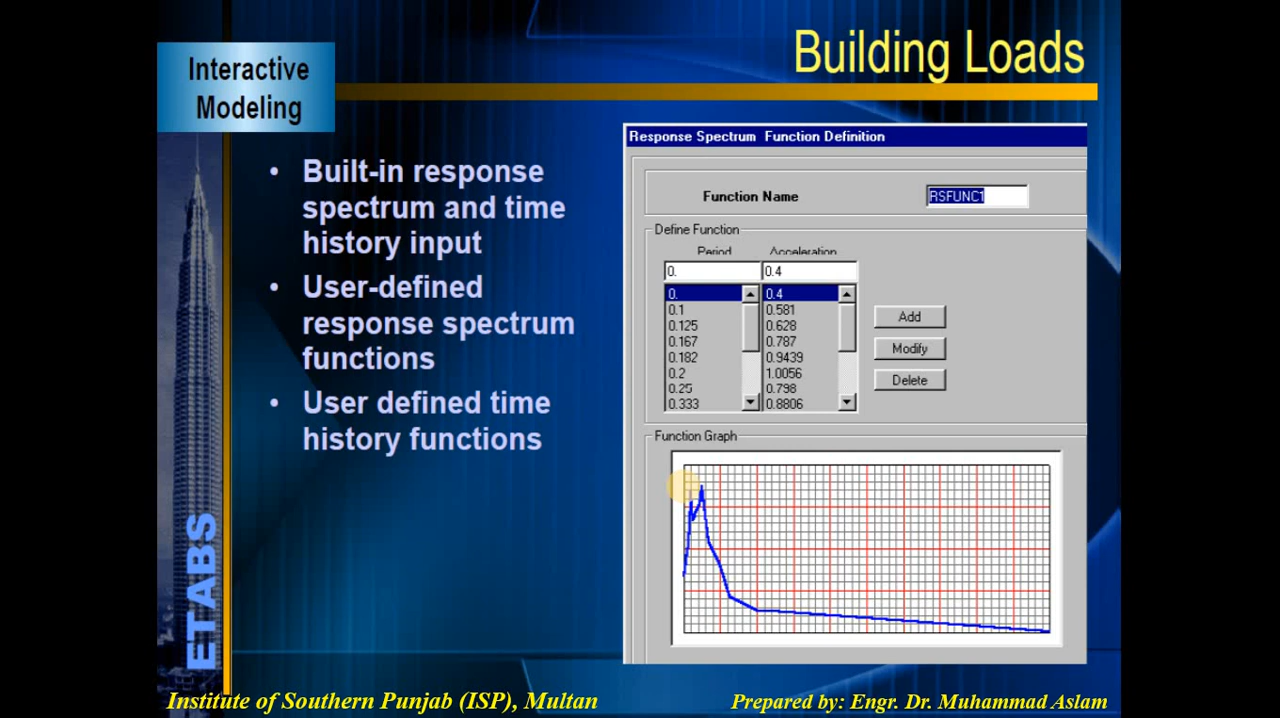 Building Loads
Interactive
Modeling
• Built-in response
spectrum and time
history input
• User-defined
response spectrum
functions
• User defined time
history functions
ETABS
Response Spectrum Function Definition
Function Name
RSFUNC1
Define Function
Period Acceleration
0. 0.4
0. 0.4
0.1 0.581
0.125 0.628
0.167 0.787
0.182 0.9439
0.2 1.0056
0.25 0.798
0.333 0.8806
Add
Modify
Delete
Function Graph
Institute of Southern Punjab (ISP), Multan
Prepared by: Engr. Dr. Muhammad Aslam